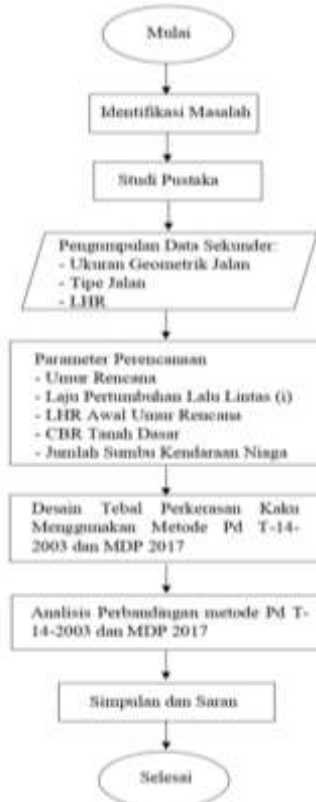 Mulai
Identifikasi Masalah
Studi Pustaka
Pengumpulan Data Sekunder:
- Ukuran Geometrik Jalan
- Tipe Jalan
- LHR
Parameter Perencanaan
- Umur Rencana
- Laju Pertumbuhan Lalu Lintas (i)
- LHR Awal Umur Rencana
- CBR Tanah Dasar
- Jumlah Sumbu Kendaraan Niaga
Desain Tebal Perkerasan Kaku
Menggunakan Metode Pd T-14-
2003 dan MDP 2017
Analisis Perbandingan metode Pd T-
14-2003 dan MDP 2017
Simpulan dan Saran
Selesai